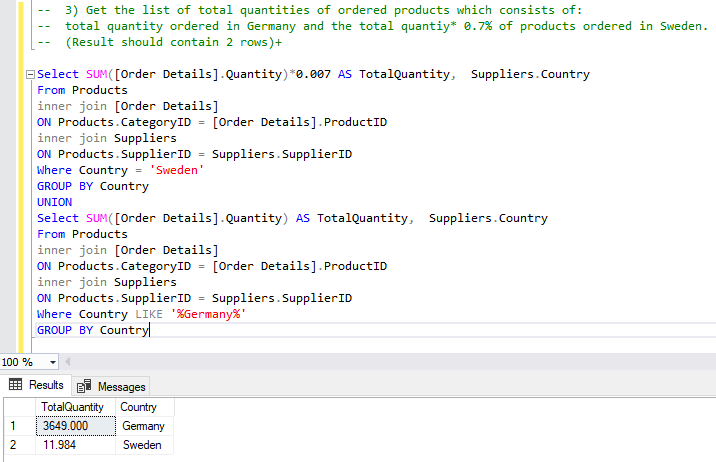 -- 3) Get the list of total quantities of ordered products which consists of:
-- total quantity ordered in Germany and the total quantiy* 0.7% of products ordered in Sweden.
-- (Result should contain 2 rows)+
Select SUM([Order Details].Quantity)*0.007 AS TotalQuantity, Suppliers.Country
From Products
inner join [Order Details]
ON Products.CategoryID = [Order Details].ProductID
inner join Suppliers
ON Products.SupplierID = Suppliers.SupplierID
Where Country = 'Sweden'
GROUP BY Country
UNION
Select SUM([Order Details].Quantity) AS TotalQuantity, Suppliers.Country
From Products
inner join [Order Details]
ON Products.CategoryID = [Order Details].ProductID
inner join Suppliers
ON Products.SupplierID = Suppliers.SupplierID
Where Country LIKE '%Germany%'
GROUP BY Country
100 %
Results Messages
TotalQuantity Country
1 3649.000 Germany
2 11.984 Sweden